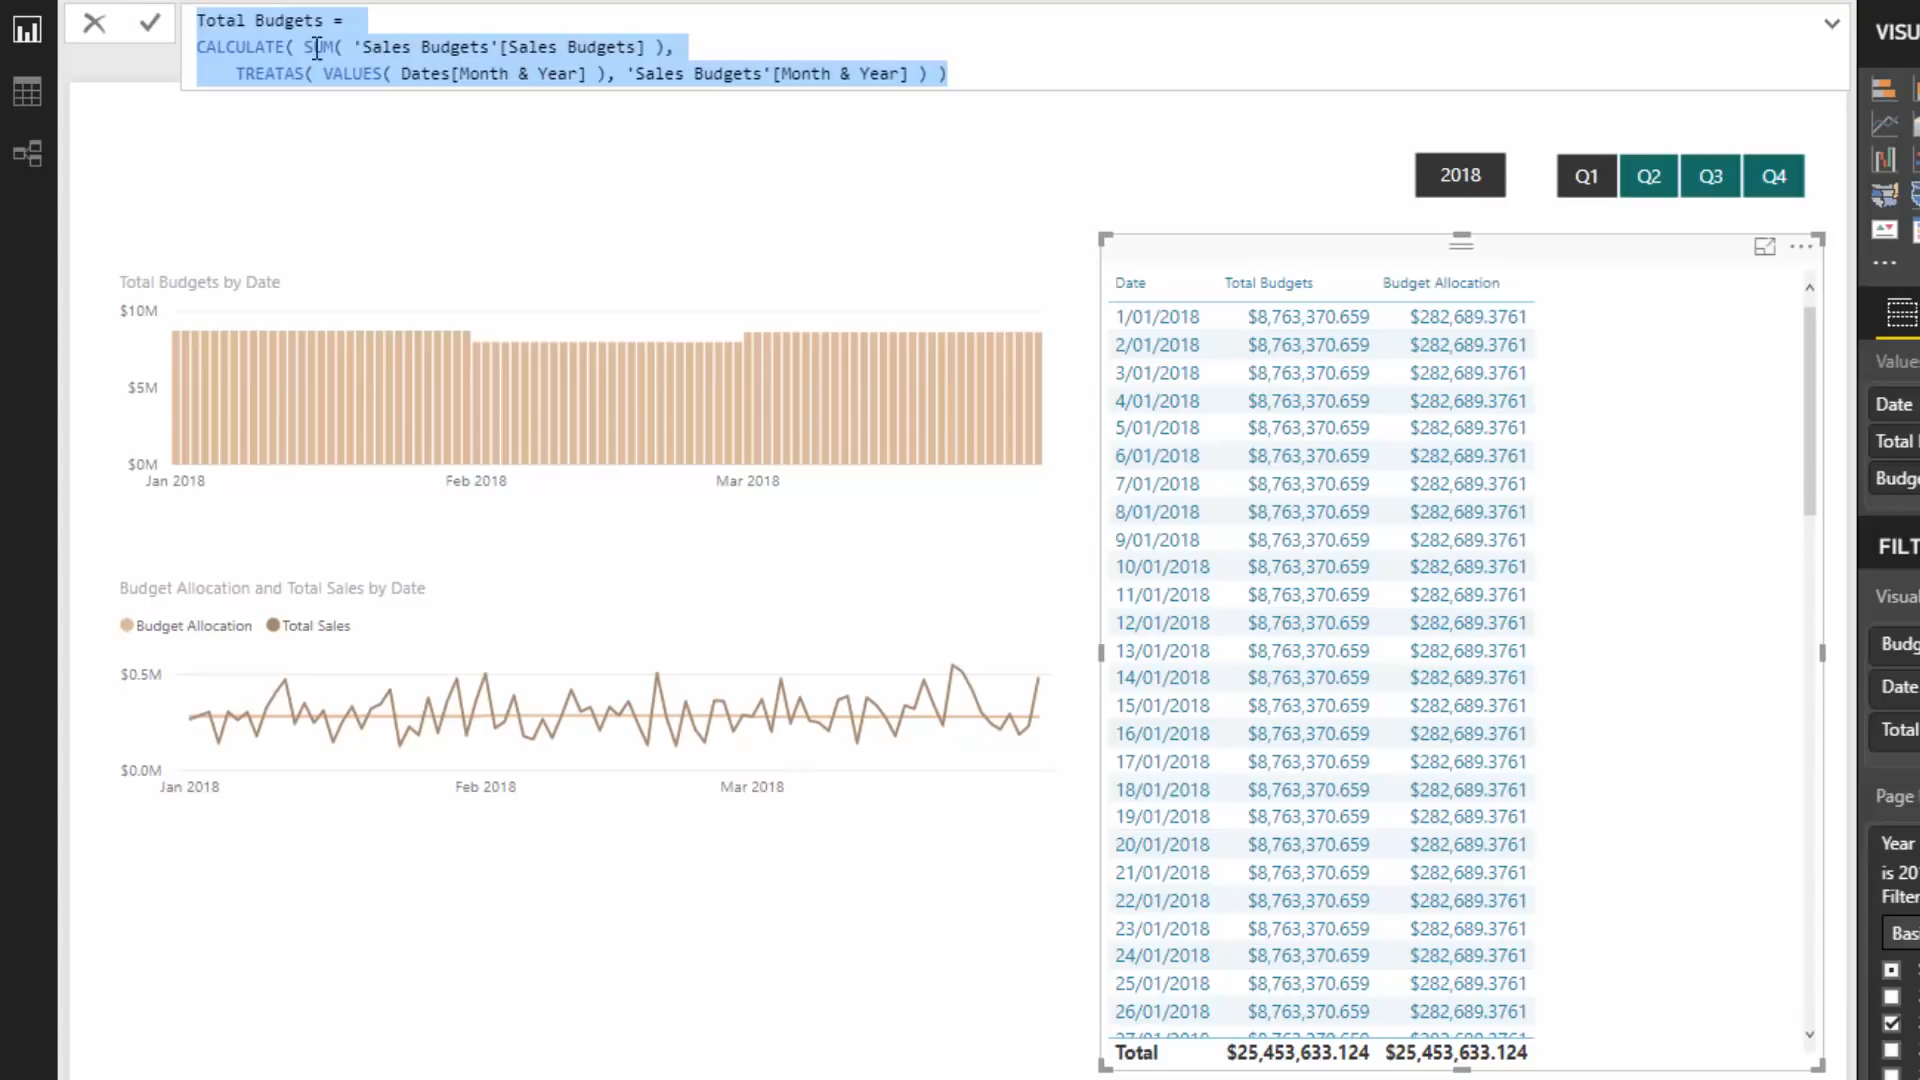 Total Budgets =
CALCULATE( SUM( 'Sales Budgets'[Sales Budgets] ),
TREATAS( VALUES( Dates[Month & Year] ), 'Sales Budgets'[Month & Year] ) )
VISU
2018
Q1 Q2 Q3 Q4
Total Budgets by Date
$10M
$5M
$0M
Jan 2018 Feb 2018 Mar 2018
Budget Allocation and Total Sales by Date
Budget Allocation Total Sales
$0.5M
$0.0M
Jan 2018 Feb 2018 Mar 2018
Date Total Budgets Budget Allocation
1/01/2018 $8,763,370.659 $282,689.3761
2/01/2018 $8,763,370.659 $282,689.3761
3/01/2018 $8,763,370.659 $282,689.3761
4/01/2018 $8,763,370.659 $282,689.3761
5/01/2018 $8,763,370.659 $282,689.3761
6/01/2018 $8,763,370.659 $282,689.3761
7/01/2018 $8,763,370.659 $282,689.3761
8/01/2018 $8,763,370.659 $282,689.3761
9/01/2018 $8,763,370.659 $282,689.3761
10/01/2018 $8,763,370.659 $282,689.3761
11/01/2018 $8,763,370.659 $282,689.3761
12/01/2018 $8,763,370.659 $282,689.3761
13/01/2018 $8,763,370.659 $282,689.3761
14/01/2018 $8,763,370.659 $282,689.3761
15/01/2018 $8,763,370.659 $282,689.3761
16/01/2018 $8,763,370.659 $282,689.3761
17/01/2018 $8,763,370.659 $282,689.3761
18/01/2018 $8,763,370.659 $282,689.3761
19/01/2018 $8,763,370.659 $282,689.3761
20/01/2018 $8,763,370.659 $282,689.3761
21/01/2018 $8,763,370.659 $282,689.3761
22/01/2018 $8,763,370.659 $282,689.3761
23/01/2018 $8,763,370.659 $282,689.3761
24/01/2018 $8,763,370.659 $282,689.3761
25/01/2018 $8,763,370.659 $282,689.3761
26/01/2018 $8,763,370.659 $282,689.3761
Total $25,453,633.124 $25,453,633.124
Values
Date
Total
Budg
FILT
Visual
Budg
Date
Total
Page
Year
is 20
Filter
Basi